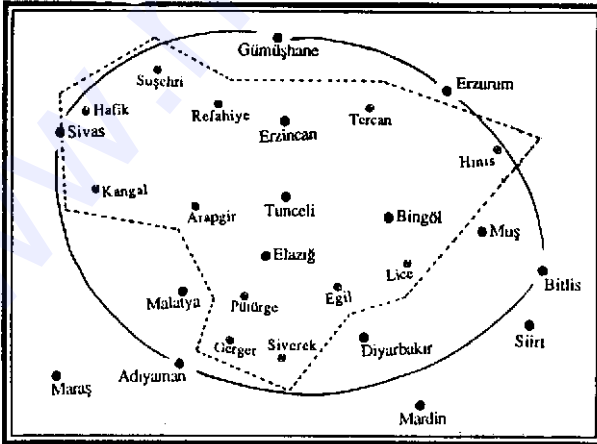 Gümüşhane
Suşehri
Erzurum
Hafik
Refahiye
Tercan
Erzincan
Sivas
Hınıs
Kangal
Arapgir
Tunceli
Bingöl
Muş
Elazığ
Lice
Bitlis
Malatya
Pütürge
Egil
Siirt
Gerger
Siverek
Diyarbakır
Adıyaman
Maraş
Mardin